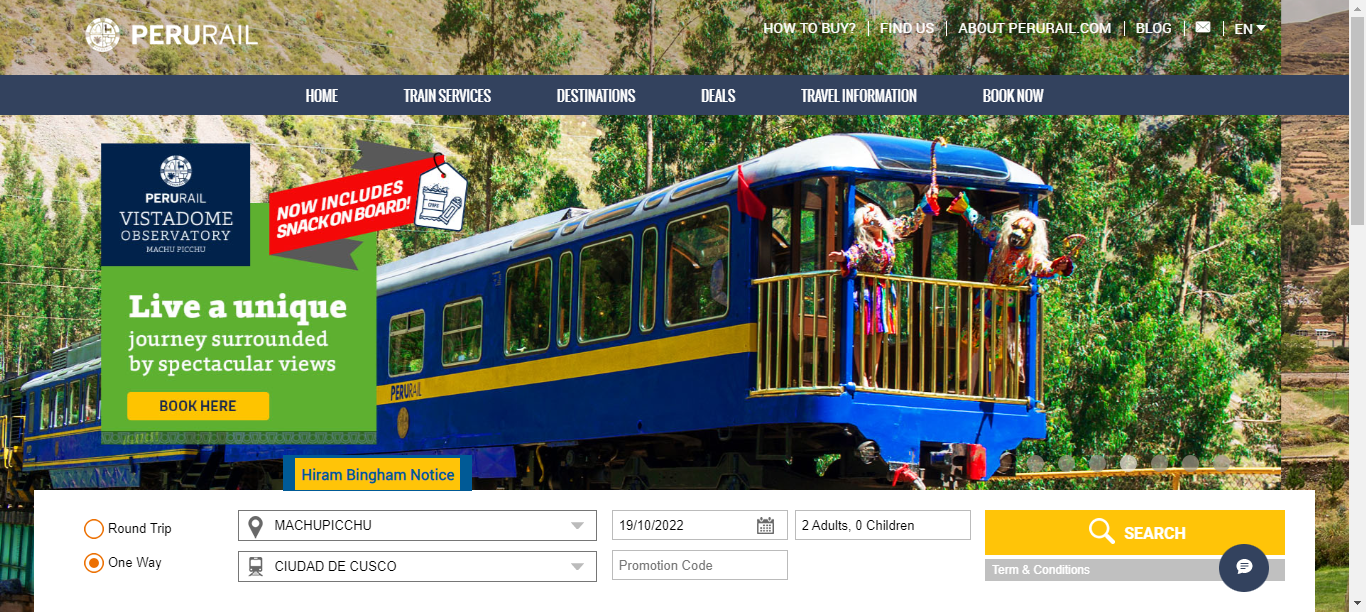 PERURAIL
HOW TO BUY?
FIND US
ABOUT PERURAIL.COM
BLOG
EN
HOME
TRAIN SERVICES
DESTINATIONS
DEALS
TRAVEL INFORMATION
BOOK NOW
PERURAIL
VISTADOME
OBSERVATORY
MACHU PICCHU
NOW INCLUDES
SNACK ON BOARD!
Live a unique
journey surrounded
by spectacular views
BOOK HERE
PERURAIL
Hiram Bingham Notice
Round Trip
One Way
MACHUPICCHU
CIUDAD DE CUSCO
19/10/2022
2 Adults, 0 Children
Promotion Code
SEARCH
Term & Conditions